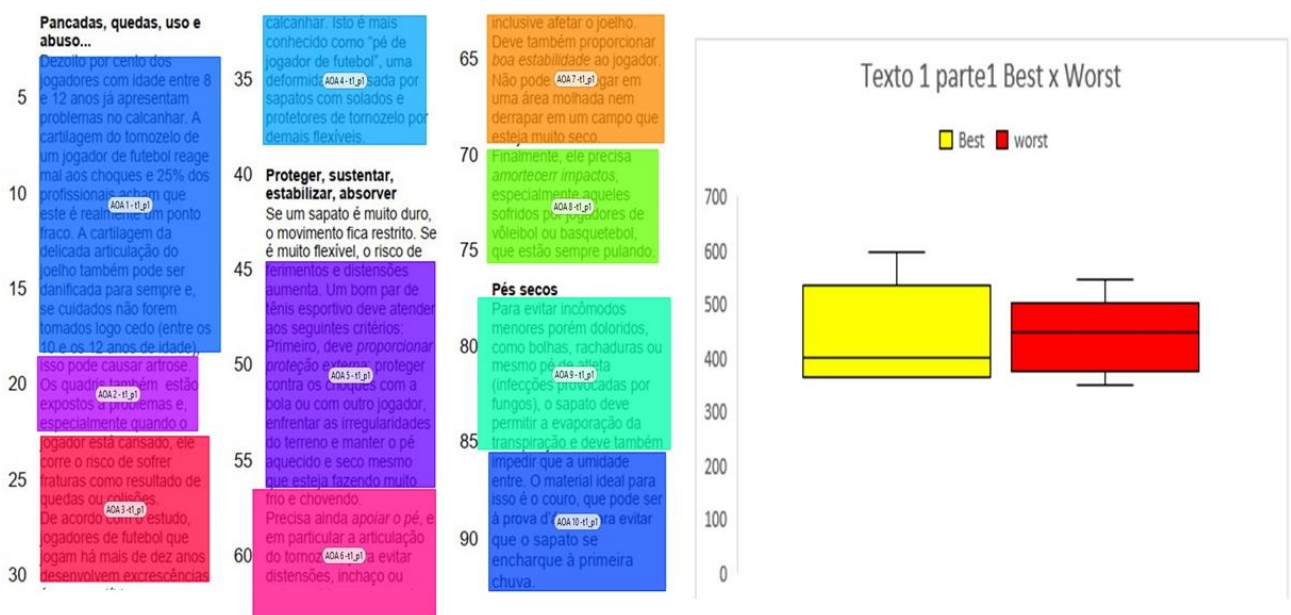 Pancadas, quedas, uso e
abuso...
Dezoito por cento dos
5 jogadores com idade entre 8
e 12 anos já apresentam
problemas no calcanhar. A
cartilagem do tornozelo de
um jogador de futebol reage
10 mal aos choques e 25% dos
profissionais acham que
AOA 1 - t1_p1
este é realmente um ponto
fraco. A cartilagem da
delicada articulação do
joelho também pode ser
15 danificada para sempre e,
se cuidados não forem
tomados logo cedo (entre os
10 e os 12 anos de idade),
isso pode causar artrose.
20 Os quadris também estão
AOA 2 - t1_p1
expostos a problemas e,
especialmente quando o
jogador está cansado, ele
corre o risco de sofrer
25 fraturas como resultado de
quedas ou colisões.
AOA 3 - t1_p1
De acordo com o estudo,
jogadores de futebol que
jogam há mais de dez anos
30 desenvolvem excrescências
calcanhar. Isto é mais
conhecido como "pé de
jogador de futebol", uma
35 AOA 4 - t1_p1
sapatos com solados e
protetores de tornozelo por
demais flexíveis.
40 Proteger, sustentar,
estabilizar, absorver
Se um sapato é muito duro,
o movimento fica restrito. Se
é muito flexível, o risco de
45 ferimentos e distensões
aumenta. Um bom par de
tênis esportivo deve atender
aos seguintes critérios:
Primeiro, deve proporcionar
50 proteção externa: proteger
AOA 5 - t1_p1
contra os choques com a
bola ou com outro jogador,
enfrentar as irregularidades
do terreno e manter o pé
55 aquecido e seco mesmo
que esteja fazendo muito
frio e chovendo.
Precisa ainda apoiar o pé, e
em particular a articulação
60 do evitar
AOA 6 - t1_p1
distensões, inchaço ou
inclusive afetar o joelho.
65 Deve também proporcionar
boa estabilidade ao jogador.
Não pode
AOA 7 - t1_p1
uma área molhada nem
derrapar em um campo que
esteja muito seco.
70 Finalmente, ele precisa
amortecerr impactos,
especialmente aqueles
AOA 8 - t1_p1
sofridos por jogadores de
vôleibol ou basquetebol,
75 que estão sempre pulando.
Pés secos
Para evitar incômodos
menores porém doloridos,
80 como bolhas, rachaduras ou
mesmo pé de atleta
AOA 9 - t1_p1
(infecções provocadas por
fungos), o sapato deve
permitir a evaporação da
85 transpiração e deve também
impedir que a umidade
entre. O material ideal para
isso é o couro, que pode ser
à prova evitar
AOA 10 - t1_p1
90 que o sapato se
encharque à primeira
chuva.
Texto 1 parte1 Best x Worst
Best worst
700
600
500
400
300
200
100
0